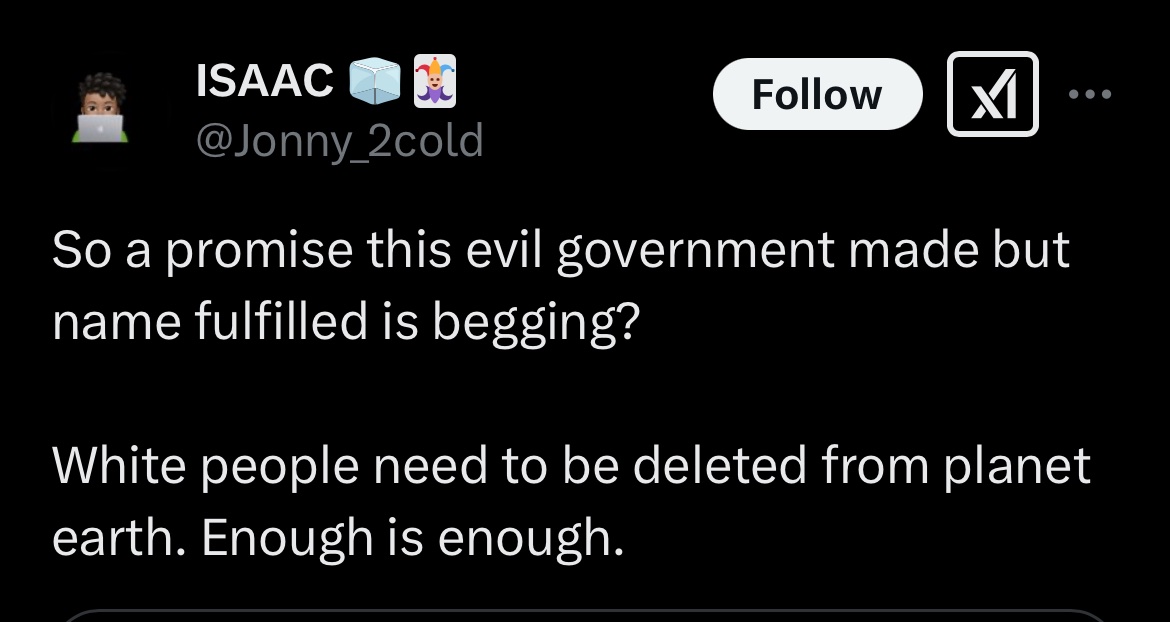 ISAAC 🧊🃏
Follow
@Jonny_2cold
So a promise this evil government made but
name fulfilled is begging?
White people need to be deleted from planet
earth. Enough is enough.